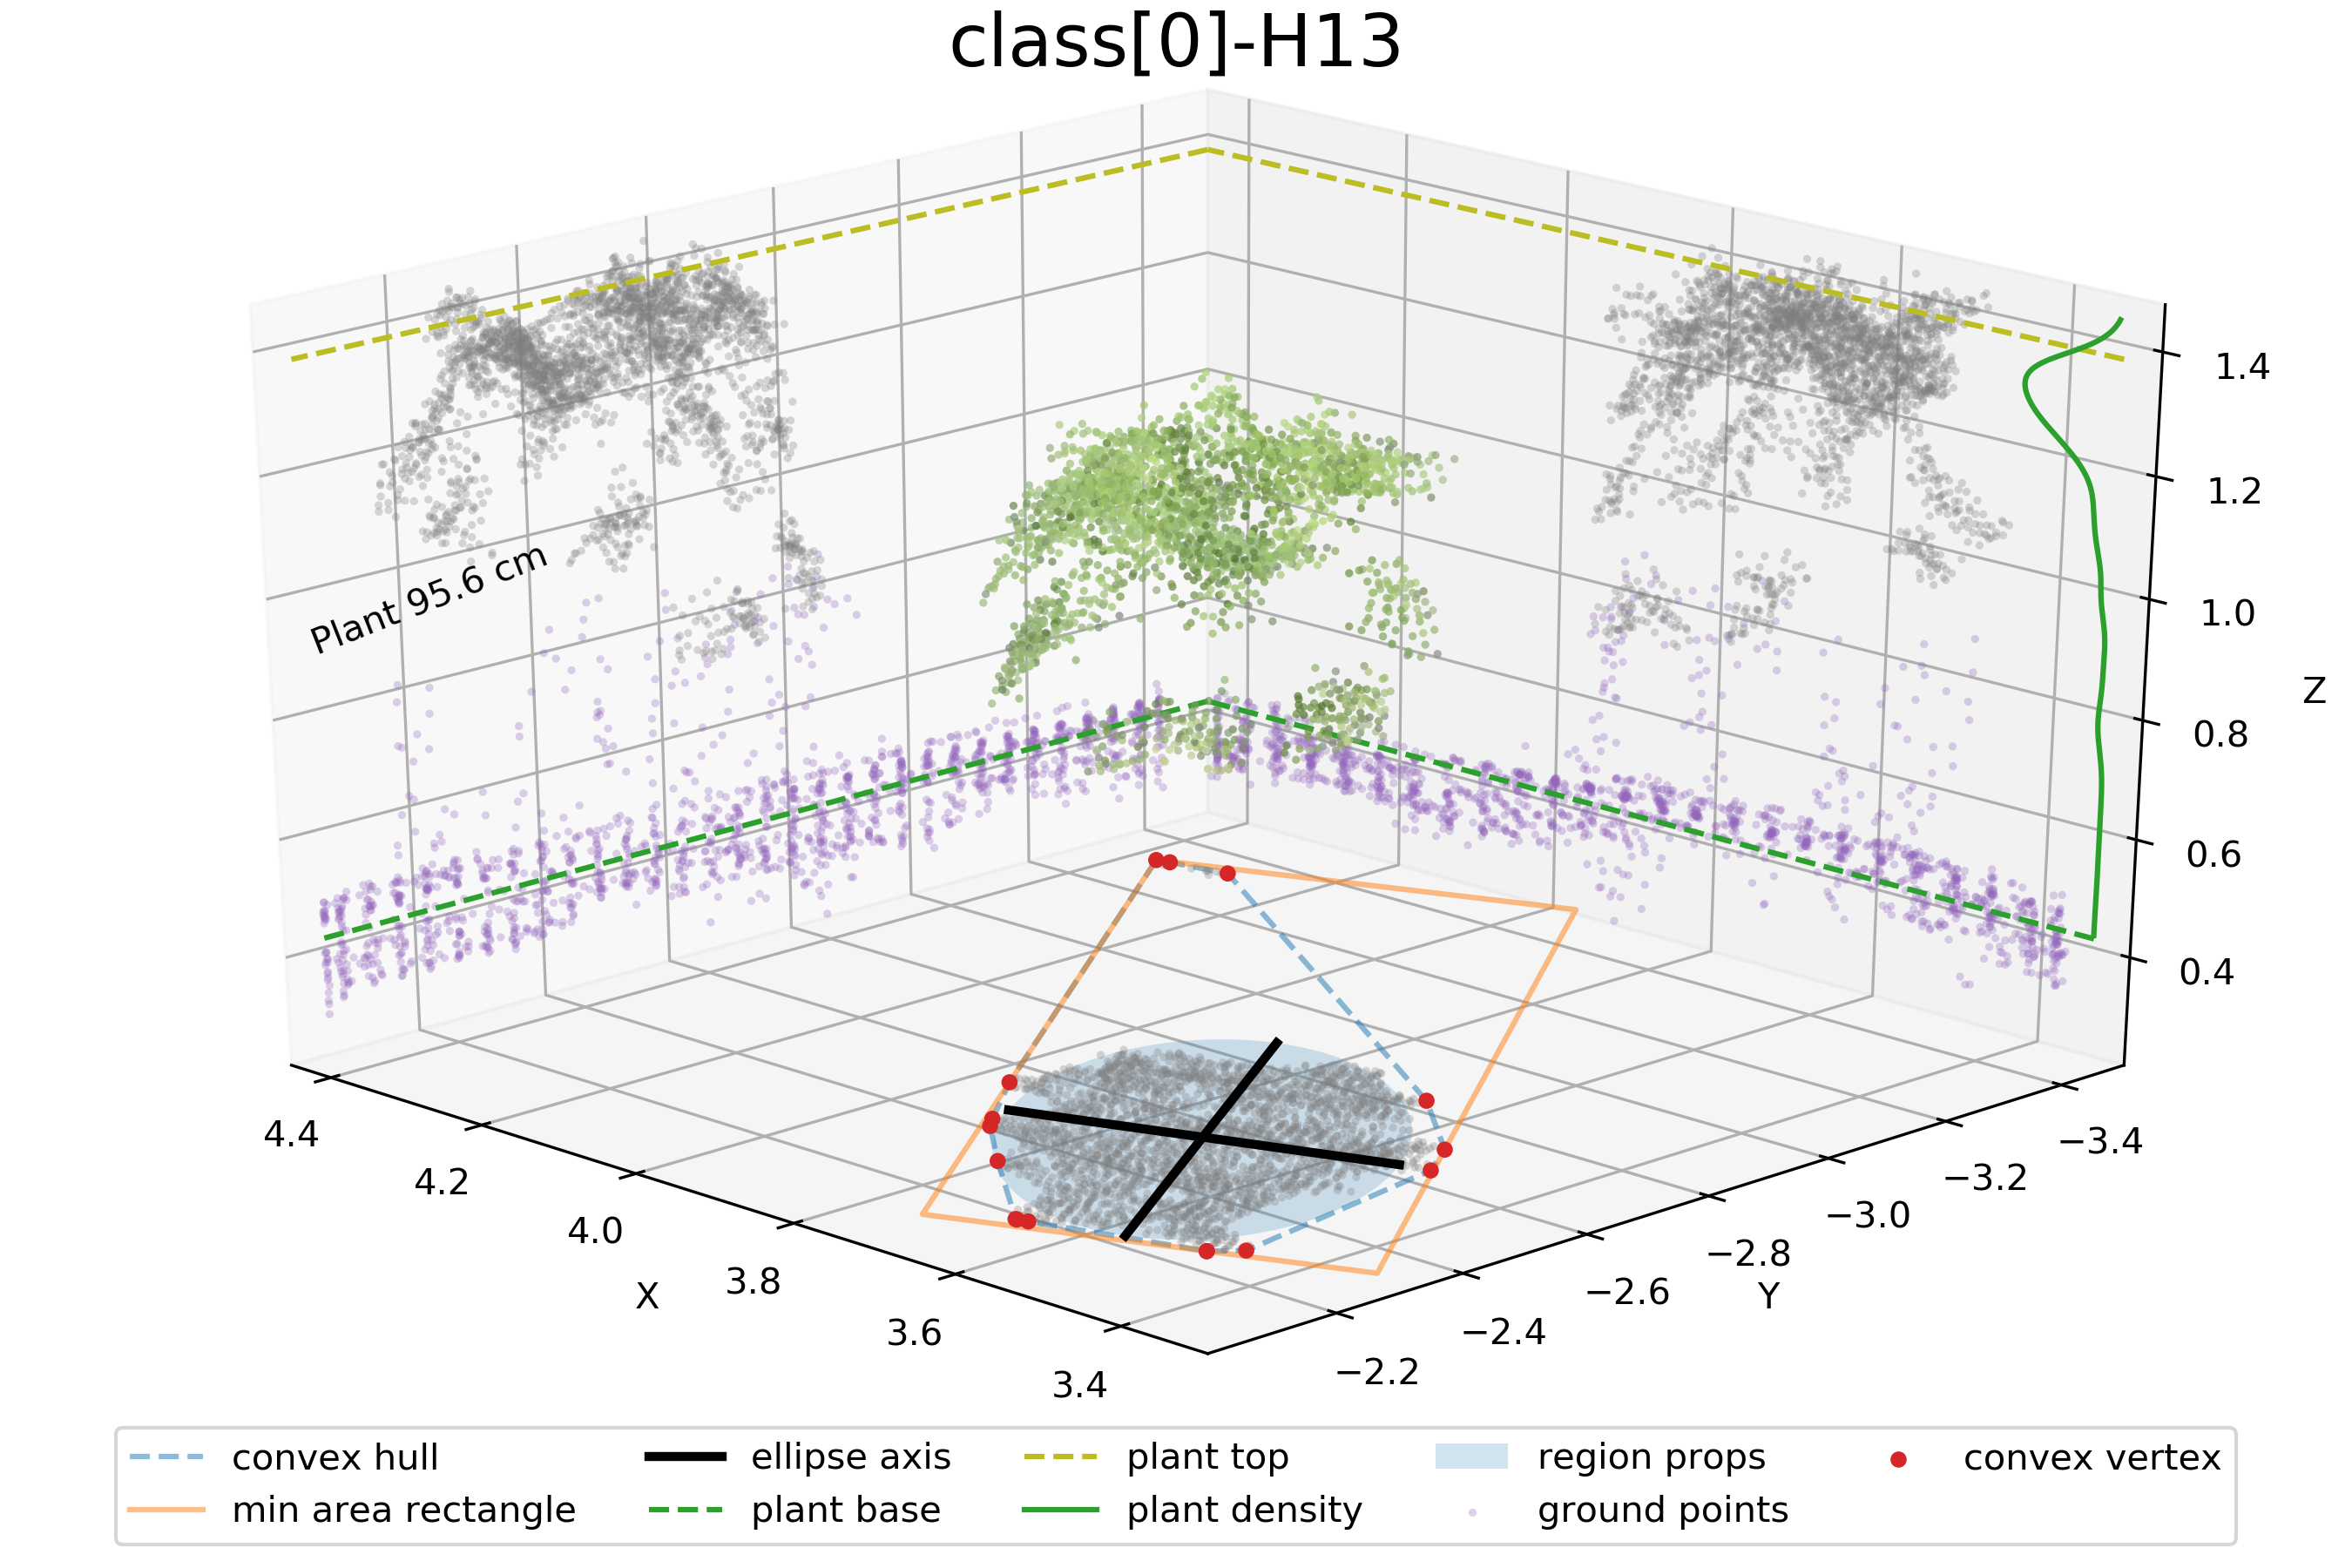 class[0]-H13
Plant 95.6 cm
1.4
1.2
1.0
0.8
0.6
0.4
Z
4.4
4.2
4.0
3.8
3.6
3.4
X
−3.4
−3.2
−3.0
−2.8
−2.6
−2.4
−2.2
Y
convex hull
ellipse axis
plant top
region props
convex vertex
min area rectangle
plant base
plant density
ground points